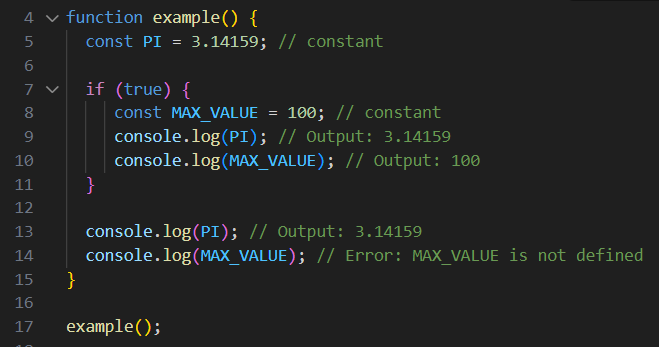 4 function example() {
5 const PI = 3.14159; // constant
6
7 if (true) {
8 const MAX_VALUE = 100; // constant
9 console.log(PI); // Output: 3.14159
10 console.log(MAX_VALUE); // Output: 100
11 }
12
13 console.log(PI); // Output: 3.14159
14 console.log(MAX_VALUE); // Error: MAX_VALUE is not defined
15 }
16
17 example();